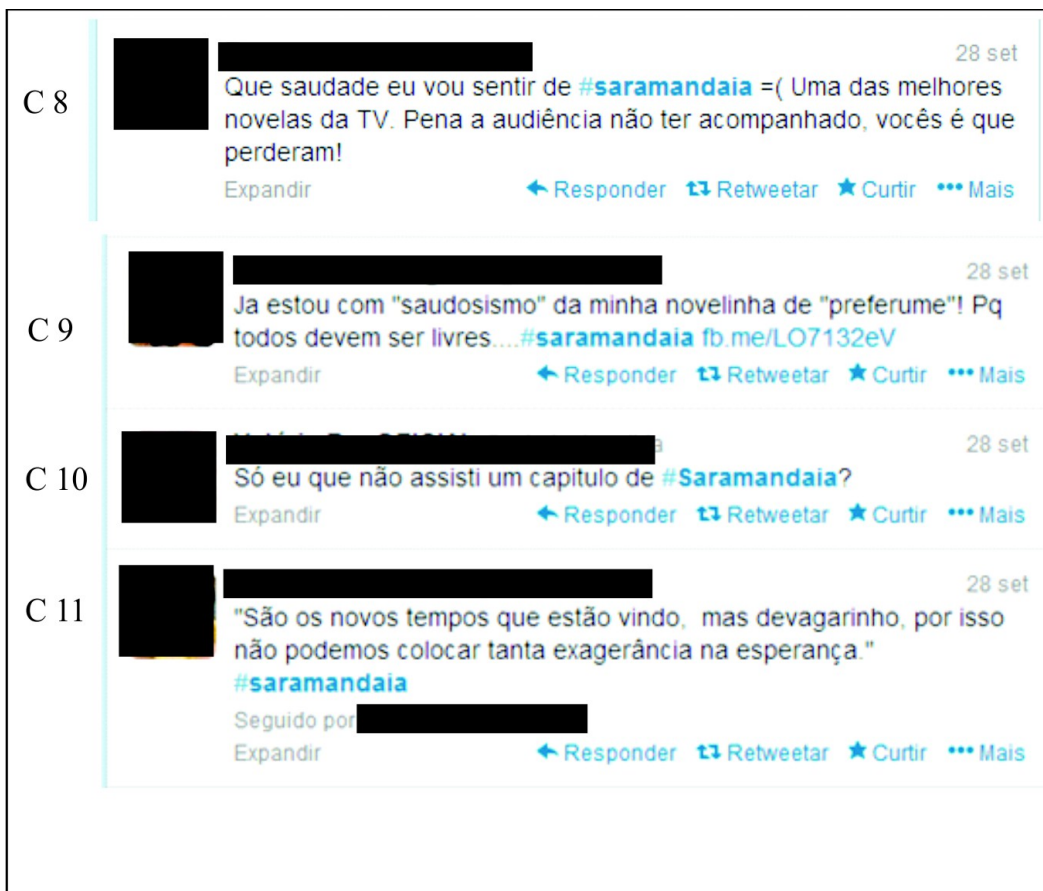 C 8
28 set
Que saudade eu vou sentir de #saramandaia =( Uma das melhores
novelas da TV. Pena a audiência não ter acompanhado, vocês é que
perderam!
Expandir Responder Retweetar Curtir Mais
C 9
28 set
Ja estou com "saudosismo" da minha novelinha de "preferume"! Pq
todos devem ser livres....#saramandaia fb.me/LO7132eV
Expandir Responder Retweetar Curtir Mais
C 10
28 set
Só eu que não assisti um capitulo de #Saramandaia?
Expandir Responder Retweetar Curtir Mais
C 11
28 set
"São os novos tempos que estão vindo, mas devagarinho, por isso
não podemos colocar tanta exagerância na esperança."
#saramandaia
Seguido por
Expandir Responder Retweetar Curtir Mais